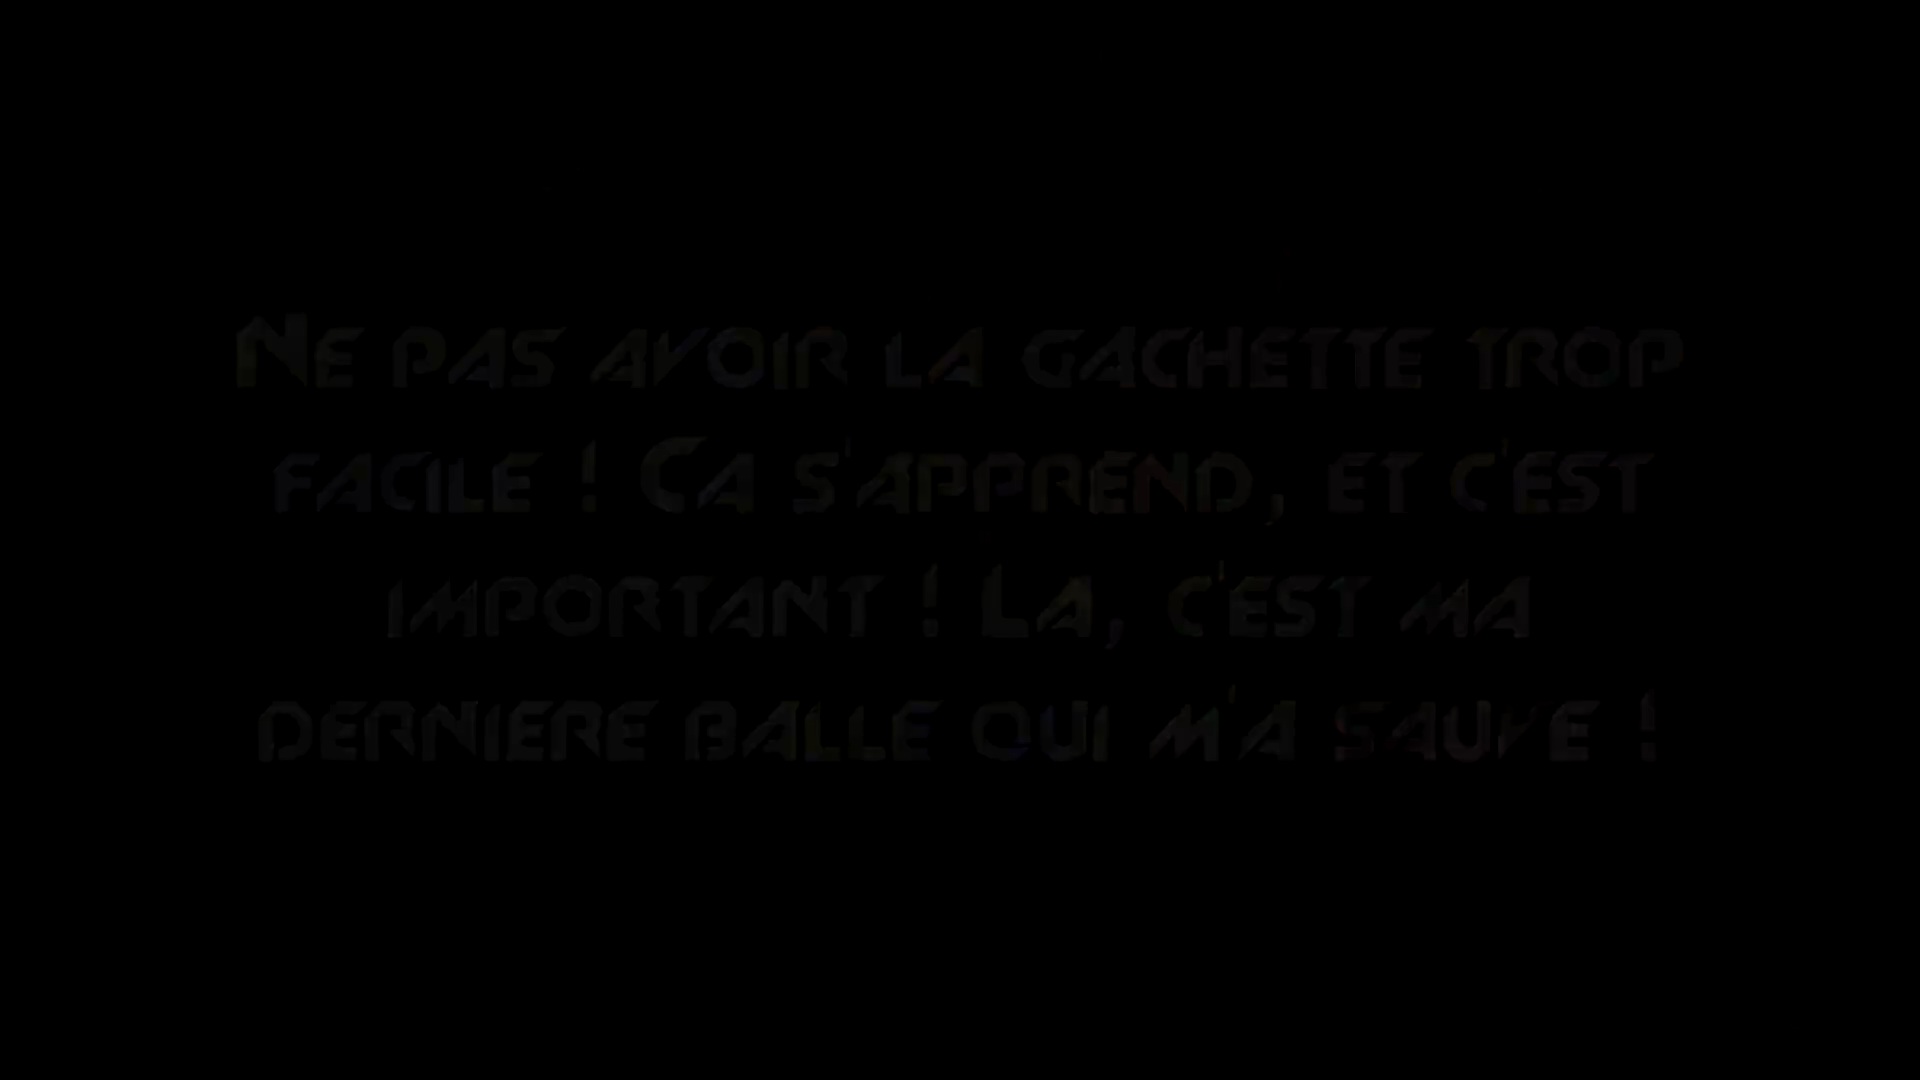 Ne pas avoir la gachette trop
facile ! Ca s'apprend, et c'est
important ! La, c'est ma
derniere balle qui m'a sauve !